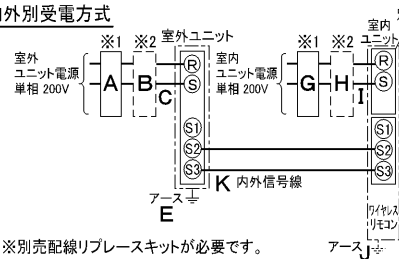 内外別受電方式
※1 ※2 室外ユニット
室外
ユニット電源
単相 200V
A B C
R
S
S1
S2
S3
アース
E
※1 ※2 室内
ユニット
室内
ユニット電源
単相 200V
G H I
R
S
S1
S2
S3
K 内外信号線
ワイヤレス
リモコン
アース J
※別売配線リプレースキットが必要です。